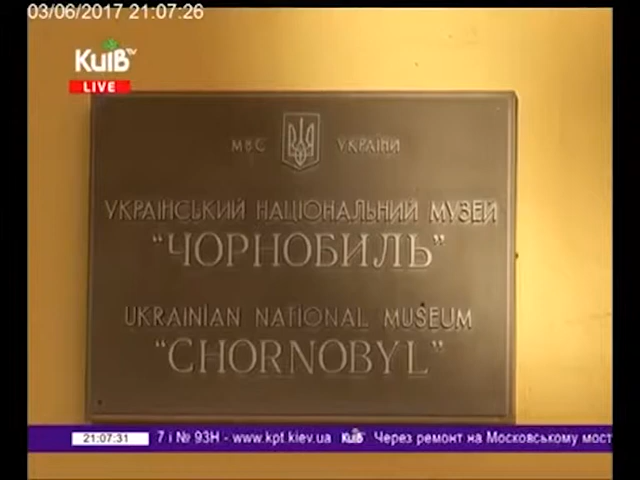 03/06/2017 21:07:26
КиїВ TV
LIVE
МВС УКРАЇНИ
УКРАЇНСЬКИЙ НАЦІОНАЛЬНИЙ МУЗЕЙ
“ЧОРНОБИЛЬ”
UKRAINIAN NATIONAL MUSEUM
“CHORNOBYL”
21:07:31 7 і № 93Н - www.kpt.kiev.ua КиїВ Через ремонт на Московському мост